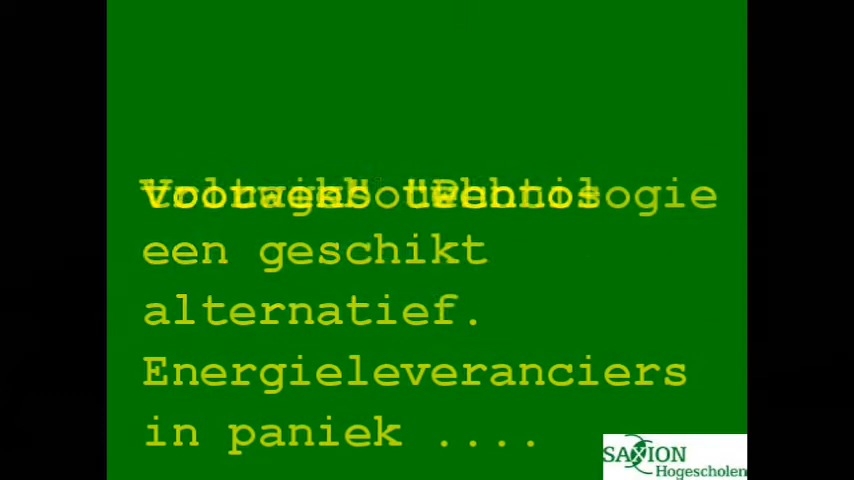 een geschikt
alternatief.
Energieleveranciers
in paniek ....
SAXION
Hogescholen